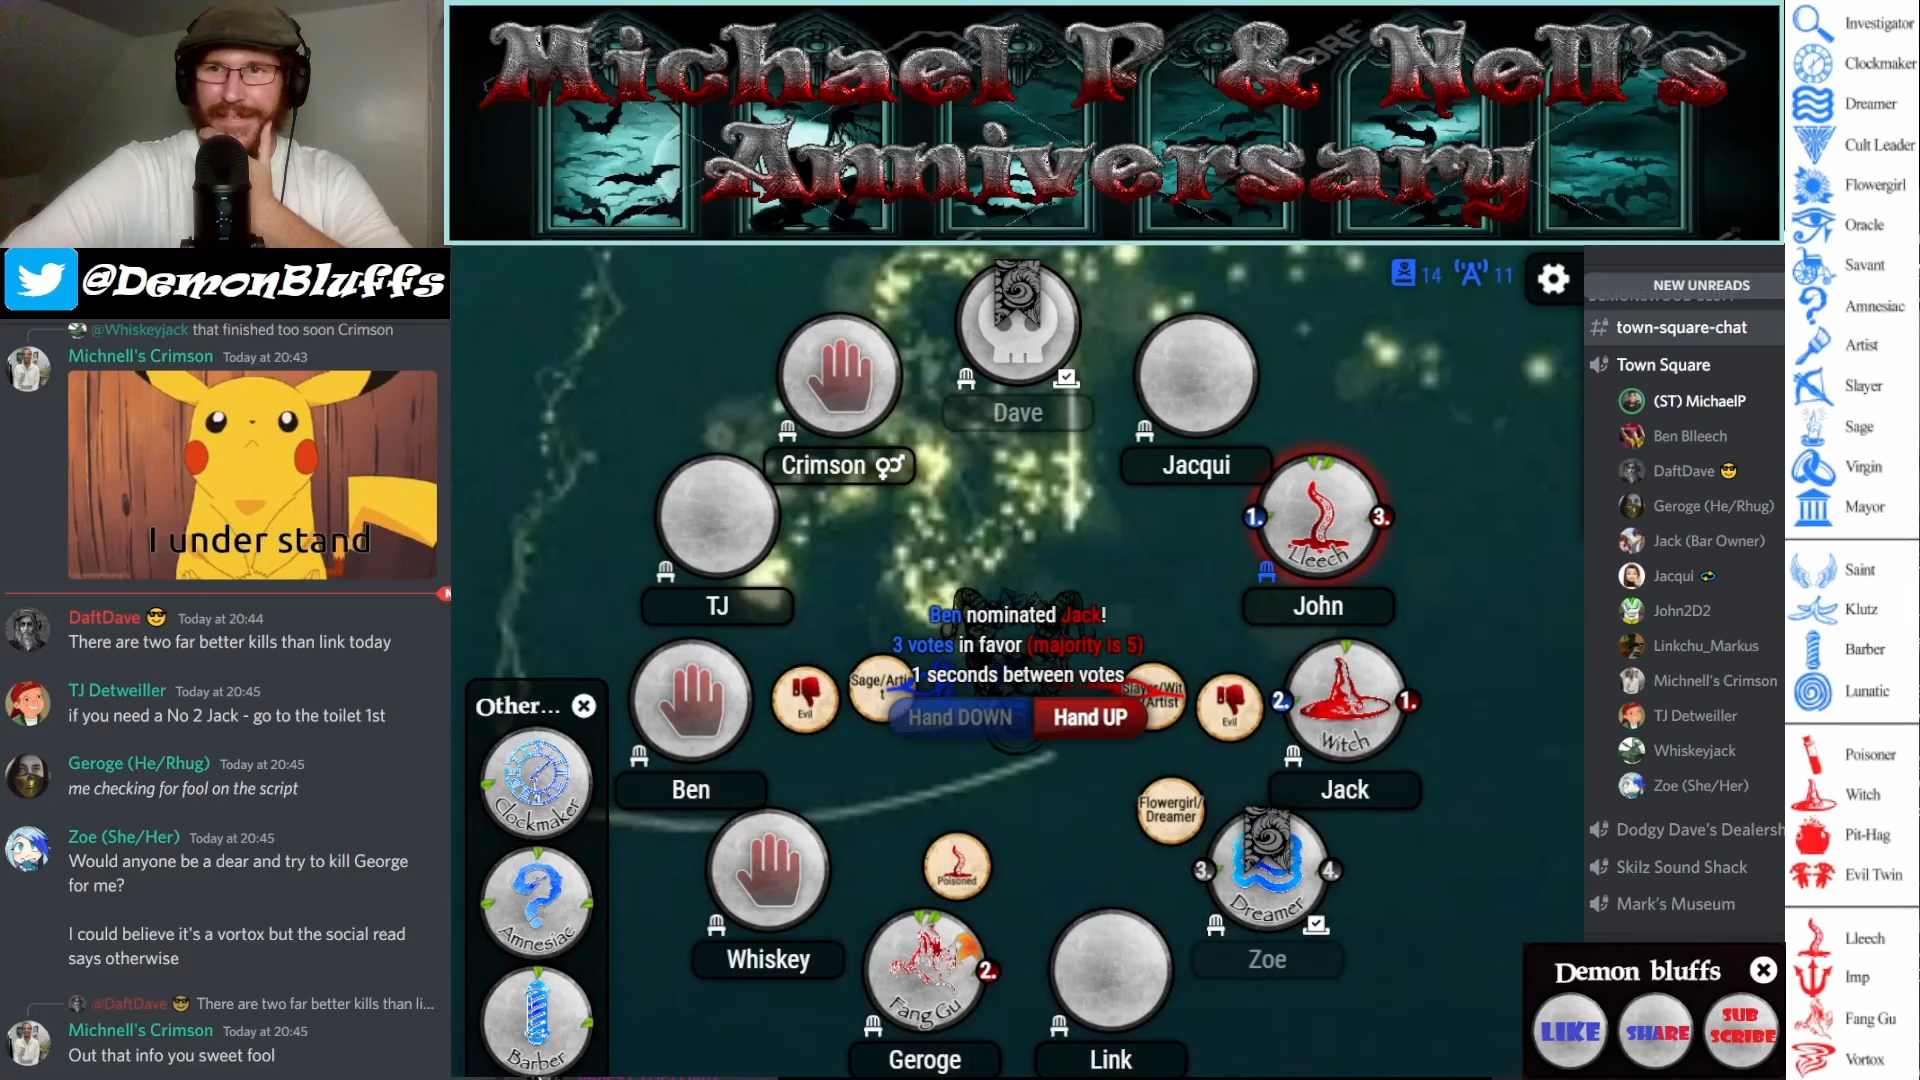 Michael P & Nell's
Anniversary
@DemonBluffs
@Whiskeyjack that finished too soon Crimson
Michnell's Crimson Today at 20:43
I under stand
DaftDave 😎 Today at 20:44
There are two far better kills than link today
TJ Detweiller Today at 20:45
if you need a No 2 Jack - go to the toilet 1st
Geroge (He/Rhug) Today at 20:45
me checking for fool on the script
Zoe (She/Her) Today at 20:45
Would anyone be a dear and try to kill George
for me?
I could believe it's a vortox but the social read
says otherwise
@DaftDave 😎 There are two far better kills than li...
Michnell's Crimson Today at 20:45
Out that info you sweet fool
14 11
Dave
Crimson
Jacqui
TJ
1. 3.
Lleech
John
Ben nominated Jack!
3 votes in favor (majority is 5)
1 seconds between votes
Hand DOWN Hand UP
Evil
Evil
2. 1.
Witch
Jack
Ben
Flowergirl/
Dreamer
3. 4.
Dreamer
Zoe
Whiskey
Poisoned
2.
Fang Gu
Geroge
Link
Other...
Clockmaker
Amnesiac
Barber
NEW UNREADS
town-square-chat
Town Square
(ST) MichaelP
Ben Blleech
DaftDave 😎
Geroge (He/Rhug)
Jack (Bar Owner)
Jacqui
John2D2
Linkchu_Markus
Michnell's Crimson
TJ Detweiller
Whiskeyjack
Zoe (She/Her)
Dodgy Dave's Dealersh
Skilz Sound Shack
Mark's Museum
Demon bluffs
LIKE
SHARE
SUB
SCRIBE
Investigator
Clockmaker
Dreamer
Cult Leader
Flowergirl
Oracle
Savant
Amnesiac
Artist
Slayer
Sage
Virgin
Mayor
Saint
Klutz
Barber
Lunatic
Poisoner
Witch
Pit-Hag
Evil Twin
Lleech
Imp
Fang Gu
Vortox